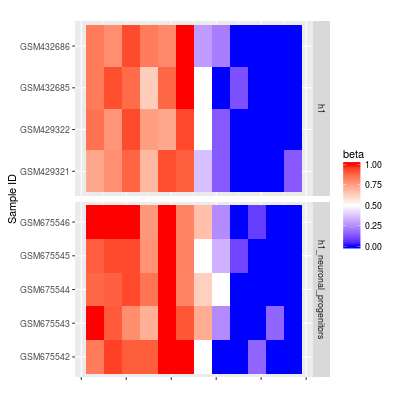 GSM432686
GSM432685
GSM429322
GSM429321
h1
GSM675546
GSM675545
GSM675544
GSM675543
GSM675542
h1_neuronal_progenitors
Sample ID
beta
1.00
0.75
0.50
0.25
0.00